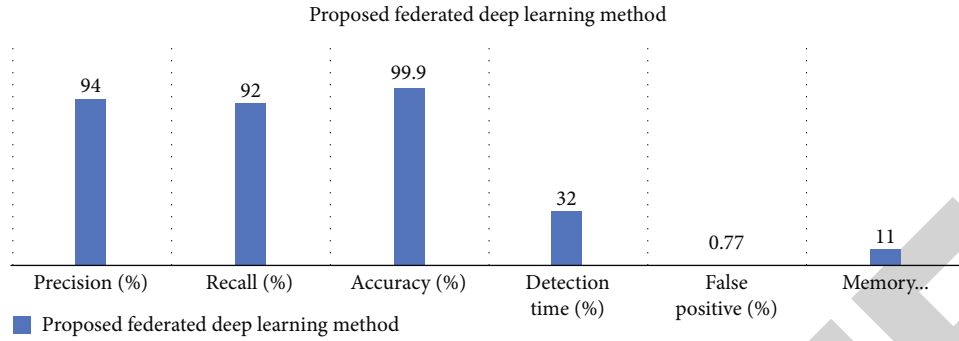 Proposed federated deep learning method
94
92
99.9
32
0.77
11
Precision (%)
Recall (%)
Accuracy (%)
Detection
time (%)
False
positive (%)
Memory...
Proposed federated deep learning method